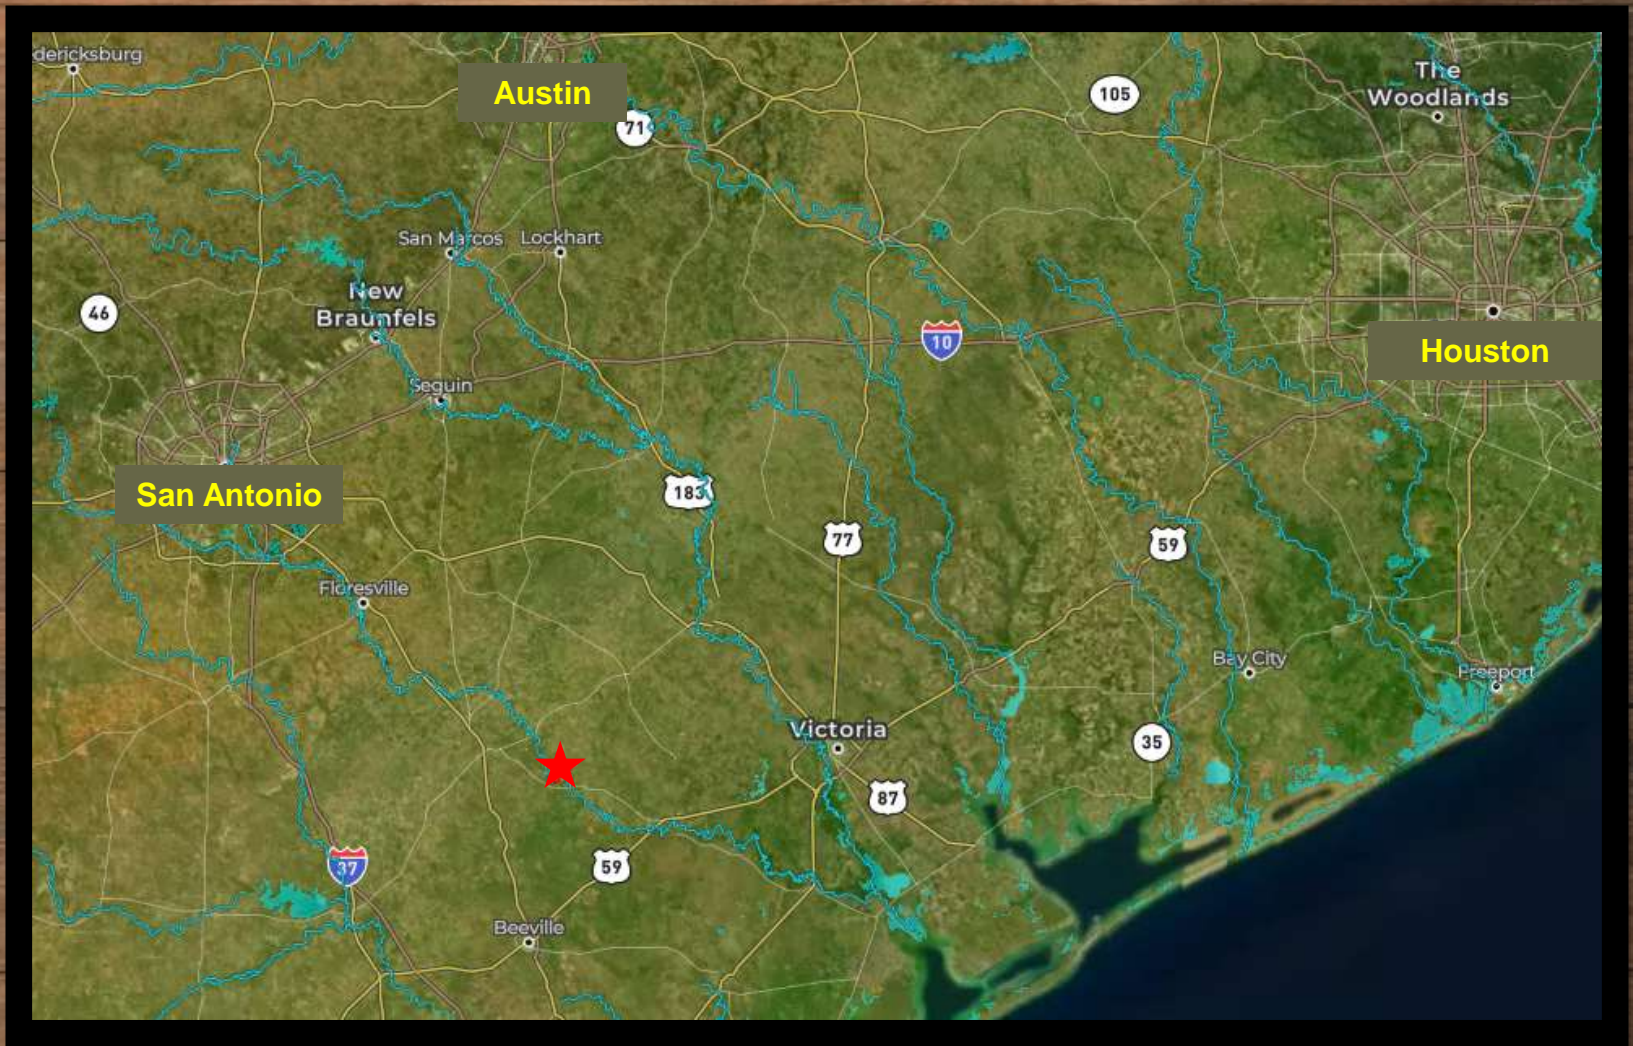 dericksburg
Austin
71
105
The
Woodlands
San Marcos
Lockhart
46
New
Braunfels
10
Houston
Seguin
San Antonio
183
77
59
Floresville
Bay City
Freeport
Victoria
35
87
59
37
Beeville